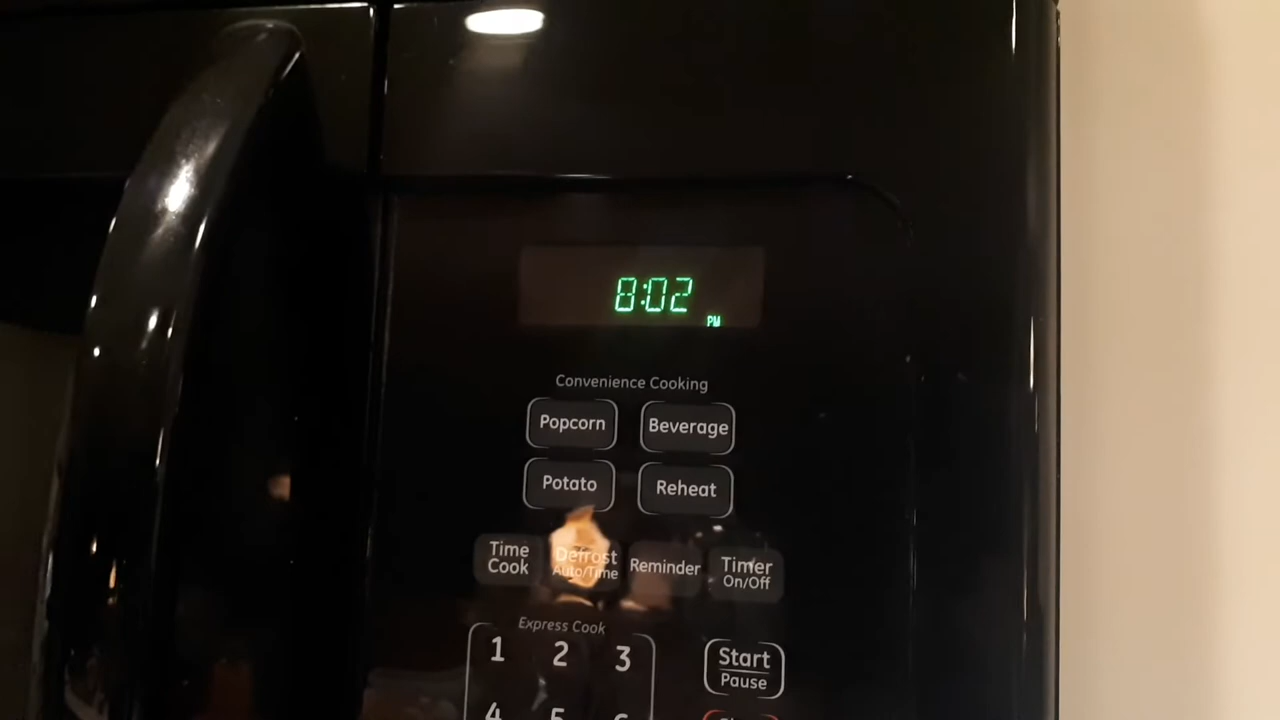 8:02
PM
Convenience Cooking
Popcorn
Beverage
Potato
Reheat
Time
Cook
Defrost
Auto/Time
Reminder
Timer
On/Off
Express Cook
1 2 3
Start
Pause
4 5 6